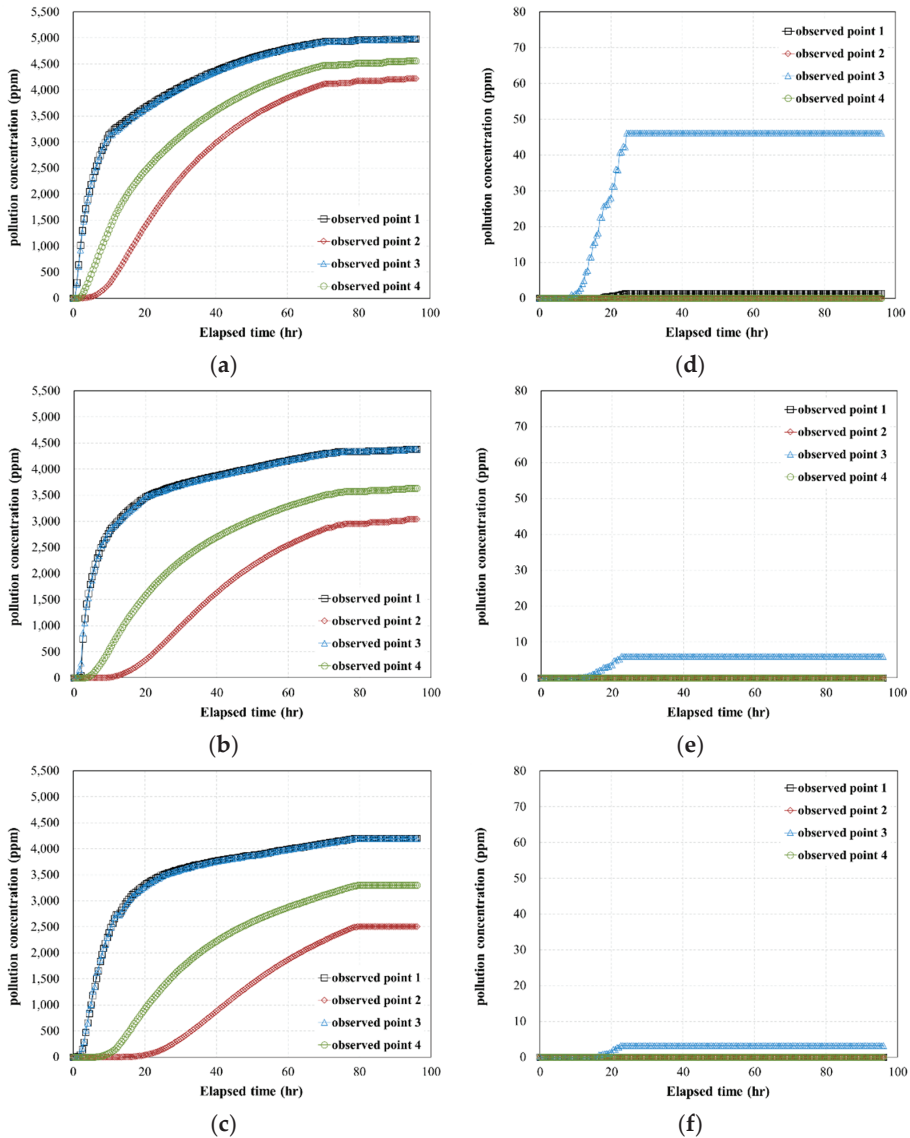 5,500
5,000
4,500
4,000
3,500
3,000
2,500
2,000
1,500
1,000
500
0
pollution concentration (ppm)
observed point 1
observed point 2
observed point 3
observed point 4
0 20 40 60 80 100
Elapsed time (hr)
(a)
80
70
60
50
40
30
20
10
0
pollution concentration (ppm)
observed point 1
observed point 2
observed point 3
observed point 4
0 20 40 60 80 100
Elapsed time (hr)
(d)
5,500
5,000
4,500
4,000
3,500
3,000
2,500
2,000
1,500
1,000
500
0
pollution concentration (ppm)
observed point 1
observed point 2
observed point 3
observed point 4
0 20 40 60 80 100
Elapsed time (hr)
(b)
80
70
60
50
40
30
20
10
0
pollution concentration (ppm)
observed point 1
observed point 2
observed point 3
observed point 4
0 20 40 60 80 100
Elapsed time (hr)
(e)
5,500
5,000
4,500
4,000
3,500
3,000
2,500
2,000
1,500
1,000
500
0
pollution concentration (ppm)
observed point 1
observed point 2
observed point 3
observed point 4
0 20 40 60 80 100
Elapsed time (hr)
(c)
80
70
60
50
40
30
20
10
0
pollution concentration (ppm)
observed point 1
observed point 2
observed point 3
observed point 4
0 20 40 60 80 100
Elapsed time (hr)
(f)